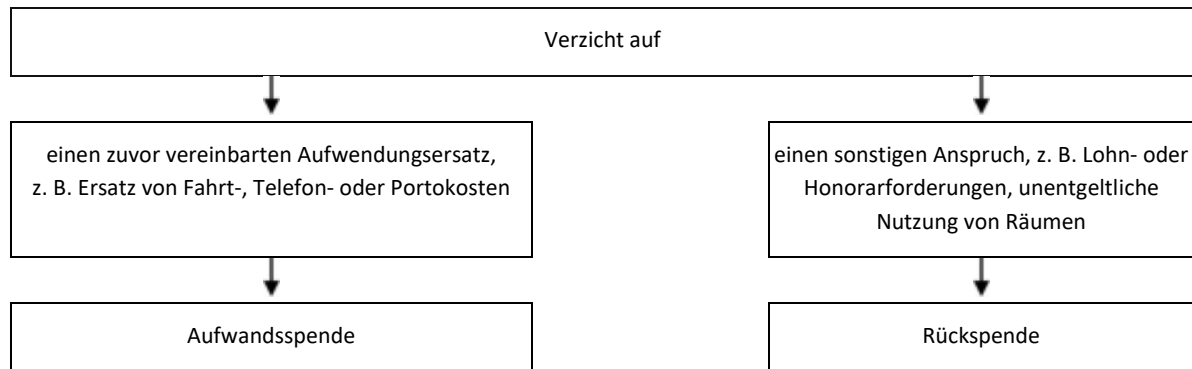 Verzicht auf
einen zuvor vereinbarten Aufwendungsersatz,
z. B. Ersatz von Fahrt-, Telefon- oder Portokosten
einen sonstigen Anspruch, z. B. Lohn- oder
Honorarforderungen, unentgeltliche
Nutzung von Räumen
Aufwandsspende
Rückspende